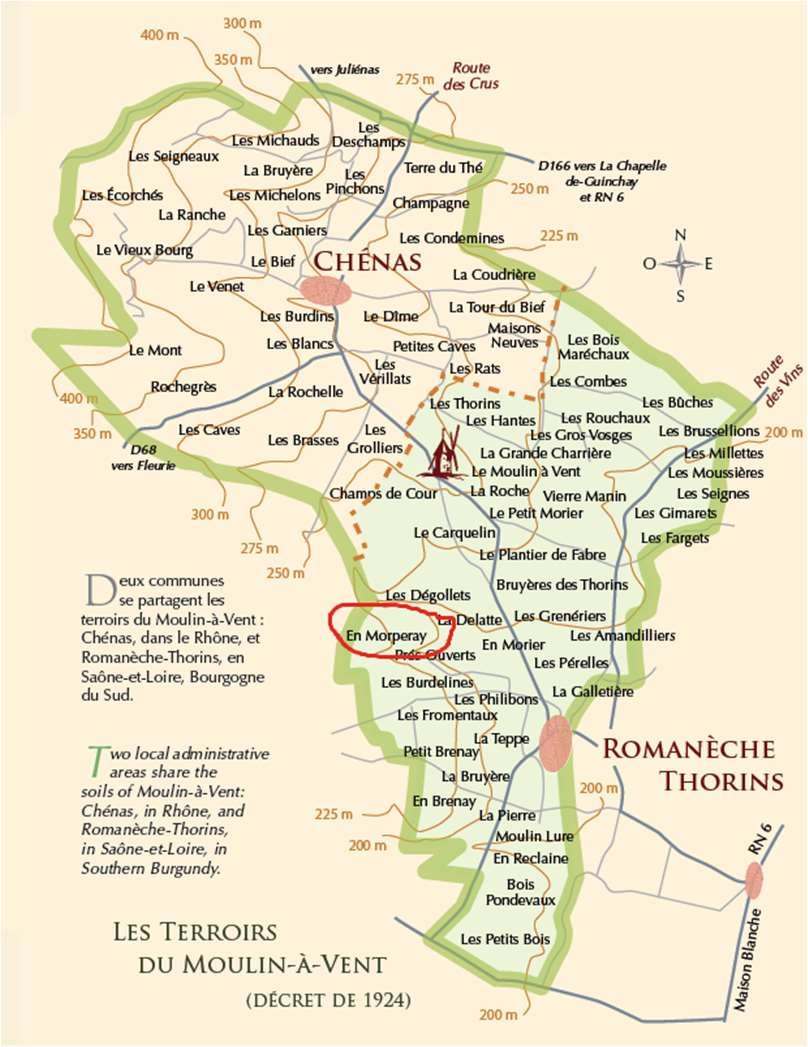 300 m
400 m
350 m
vers Juliénas
Route
des Crus
275 m
Les Michauds
Les
Deschamps
Les Seigneaux
La Bruyère
Les
Pinchons
Terre du Thé
D166 vers La Chapelle
de-Guinchay
et RN 6
250 m
Les Écorchés
Les Michelons
Champagne
La Ranche
Les Garniers
Les Condemines
225 m
Le Vieux Bourg
Le Bief
CHÉNAS
N
O
E
S
La Coudrière
Le Venet
La Tour du Bief
Les Burdins
Le Dîme
Maisons
Neuves
Les Blancs
Petites Caves
Les Bois
Maréchaux
Le Mont
Les
Vérillats
Les Rats
Rochegrès
La Rochelle
Les Combes
Route
des Vins
400 m
350 m
Les Thorins
Les Bûches
Les Hantes
Les Rouchaux
Les Caves
Les Brasses
Les
Grolliers
Les Gros Vosges
Les Brussellions
200 m
D68
vers Fleurie
La Grande Charrière
Les Millettes
Le Moulin à Vent
Les Moussières
Champs de Cour
La Roche
Vierre Manin
Les Seignes
300 m
Le Petit Morier
Les Gimarets
Le Carquelin
Les Fargets
275 m
Le Plantier de Fabre
250 m
Bruyères des Thorins
Les Dégollets
La Delatte
Les Grenériers
En Morperay
En Morier
Les Amandilliers
Prés Ouverts
Les Pérelles
Les Burdelines
Les Philibons
La Galletière
Les Fromentaux
La Teppe
Petit Brenay
ROMANÈCHE
THORINS
La Bruyère
En Brenay
200 m
225 m
La Pierre
200 m
Moulin Lure
RN 6
En Reclaine
Bois
Pondevaux
Les Petits Bois
Maison Blanche
200 m
Deux communes
se partagent les
terroirs du Moulin-à-Vent :
Chénas, dans le Rhône, et
Romanèche-Thorins, en
Saône-et-Loire, Bourgogne
du Sud.
Two local administrative
areas share the
soils of Moulin-à-Vent:
Chénas, in Rhône, and
Romanèche-Thorins,
in Saône-et-Loire, in
Southern Burgundy.
LES TERROIRS
DU MOULIN-À-VENT
(DÉCRET DE 1924)